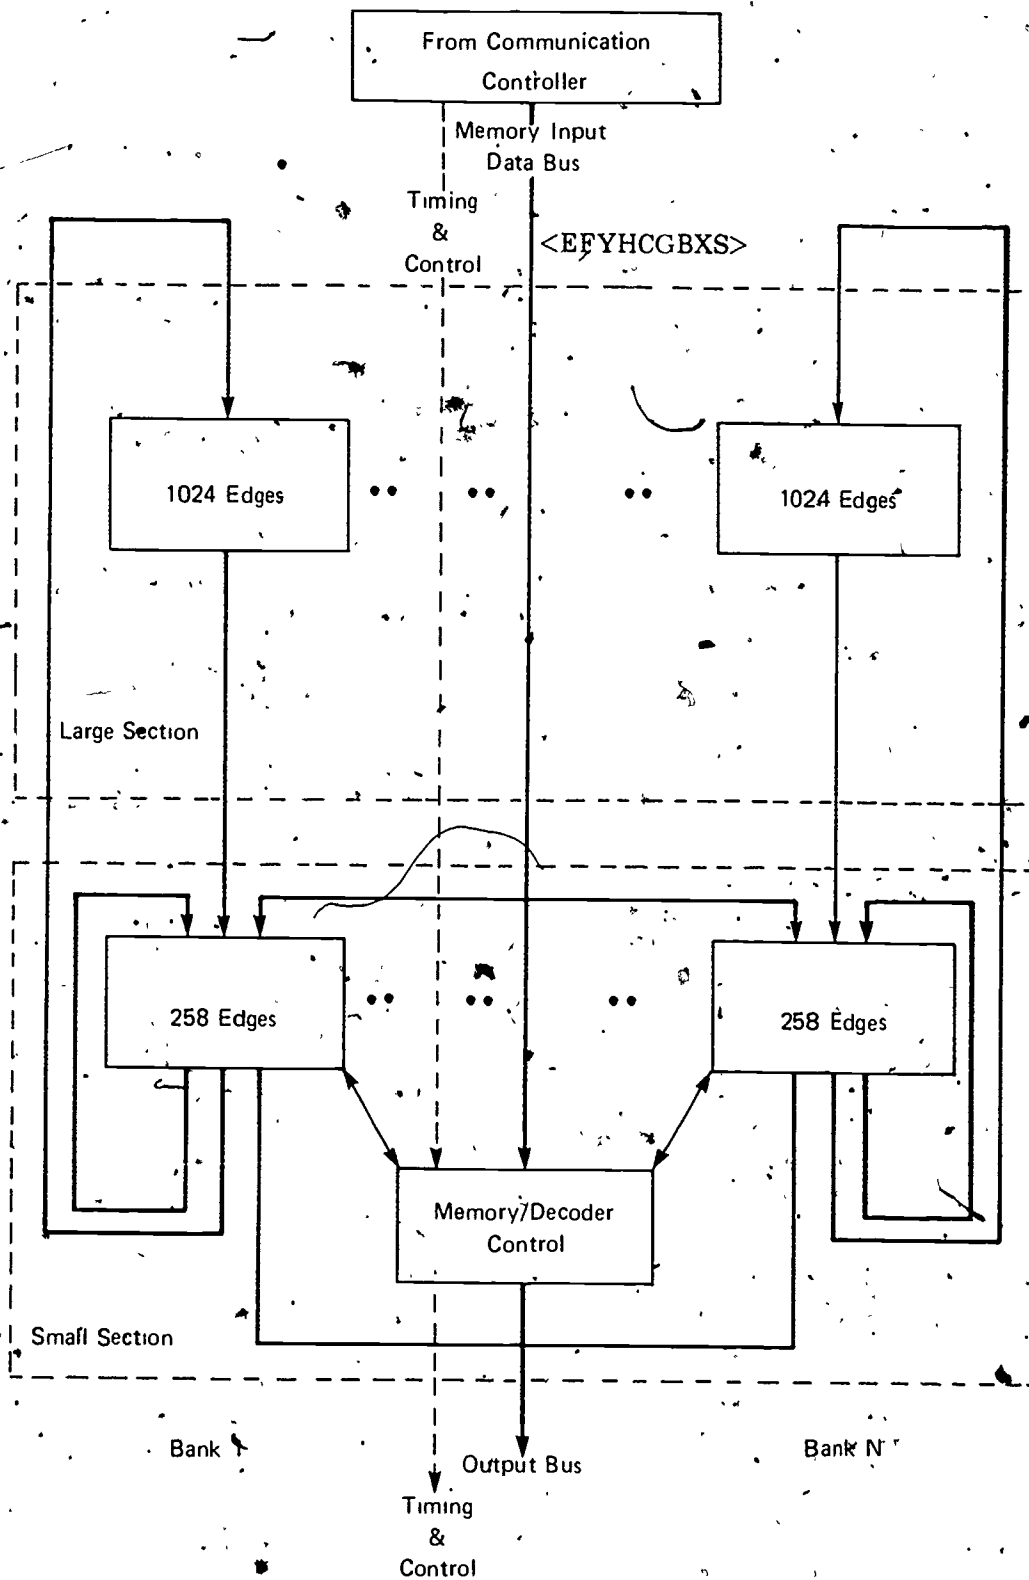 From Communication
Controller
Memory Input
Data Bus
Timing
&
Control
<EFYHCGBXS>
1024 Edges
1024 Edges
Large Section
258 Edges
258 Edges
Memory/Decoder
Control
Small Section
Bank
Bank N
Output Bus
Timing
&
Control